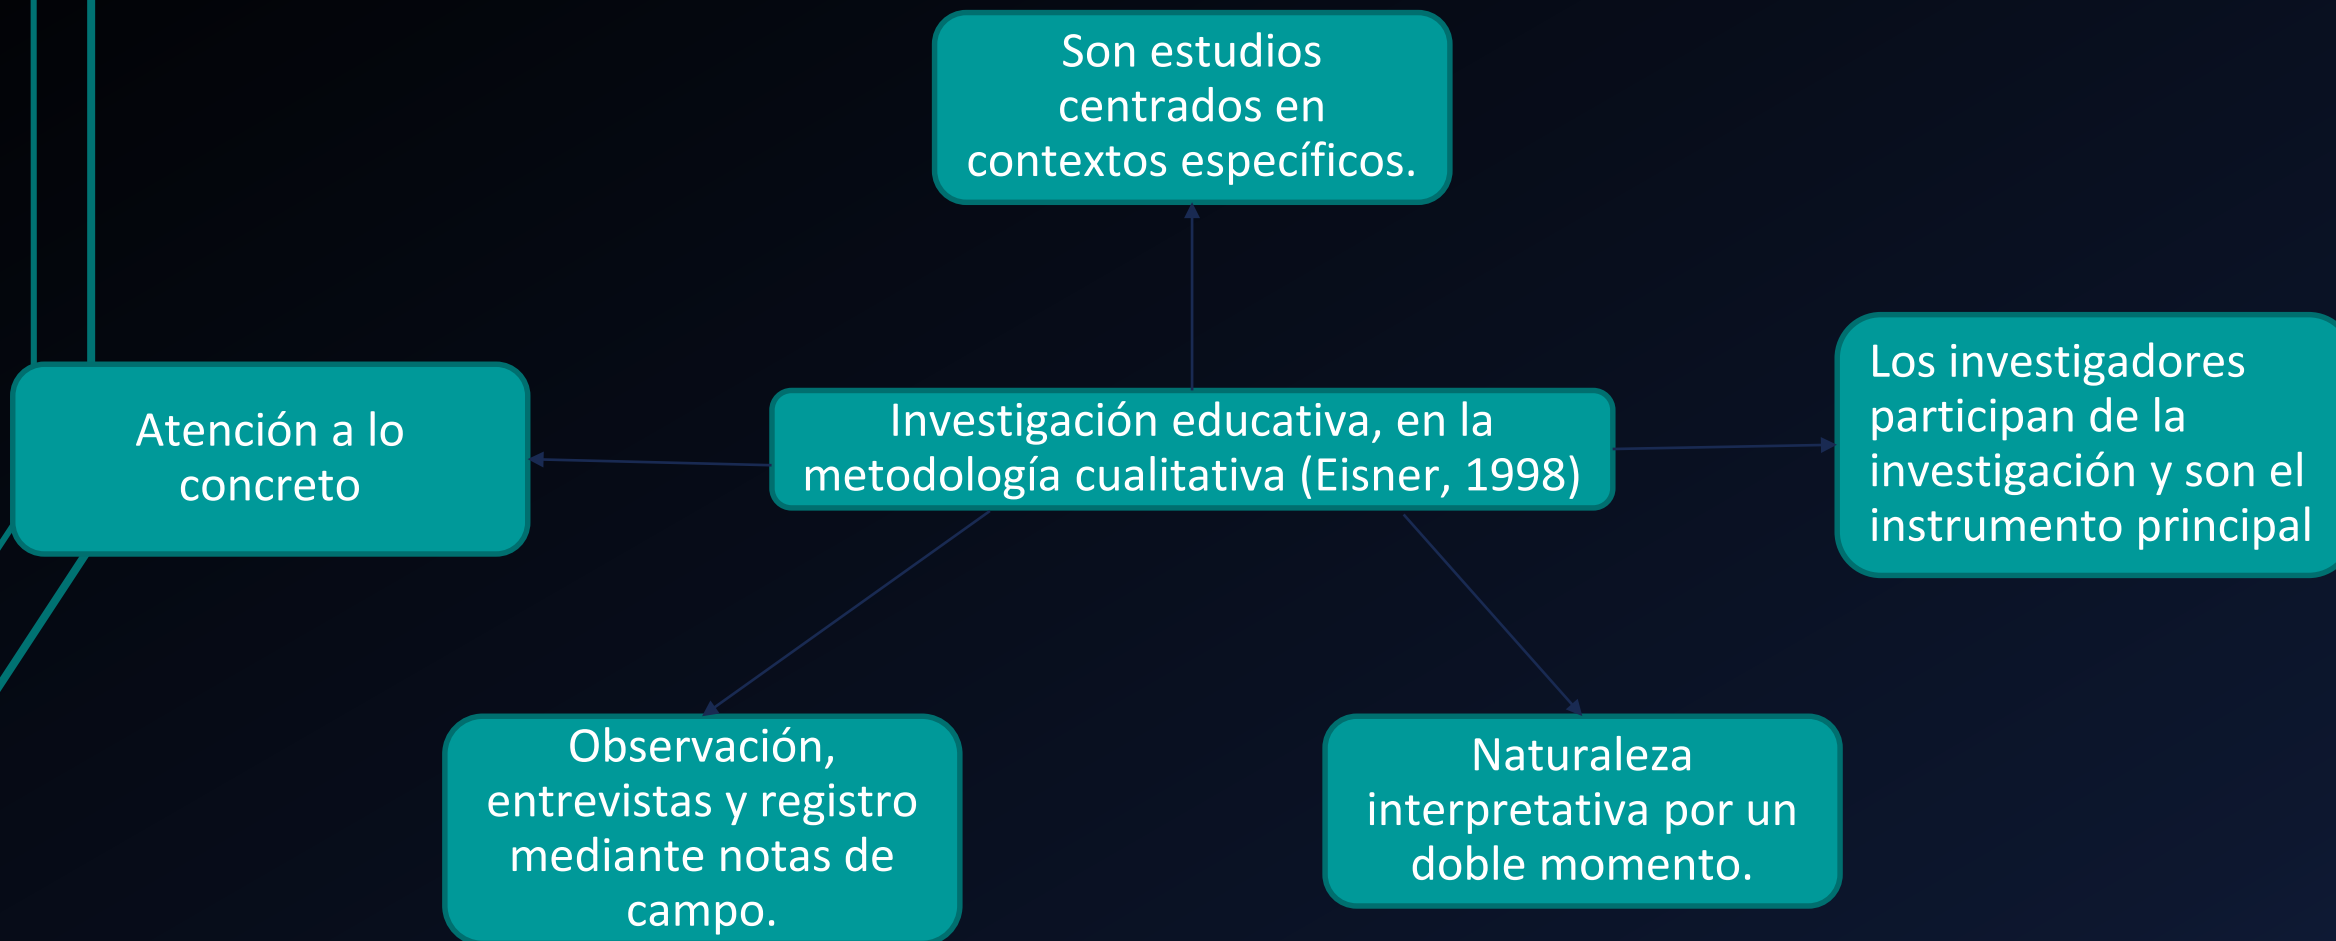 Son estudios
centrados en
contextos específicos.
Atención a lo
concreto
Investigación educativa, en la
metodología cualitativa (Eisner, 1998)
Los investigadores
participan de la
investigación y son el
instrumento principal
Observación,
entrevistas y registro
mediante notas de
campo.
Naturaleza
interpretativa por un
doble momento.